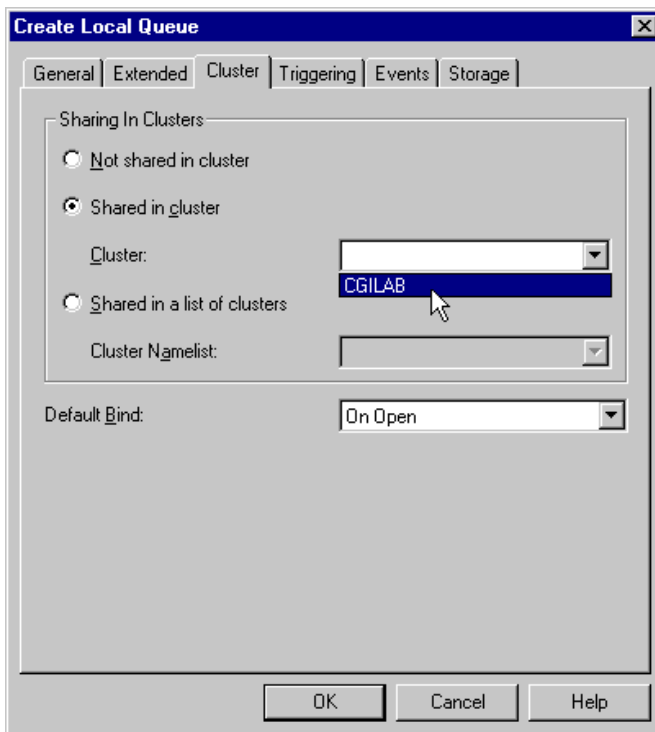 Create Local Queue
General Extended Cluster Triggering Events Storage
Sharing In Clusters
Not shared in cluster
Shared in cluster
Cluster:
CGILAB
Shared in a list of clusters
Cluster Namelist:
Default Bind: On Open
OK Cancel Help